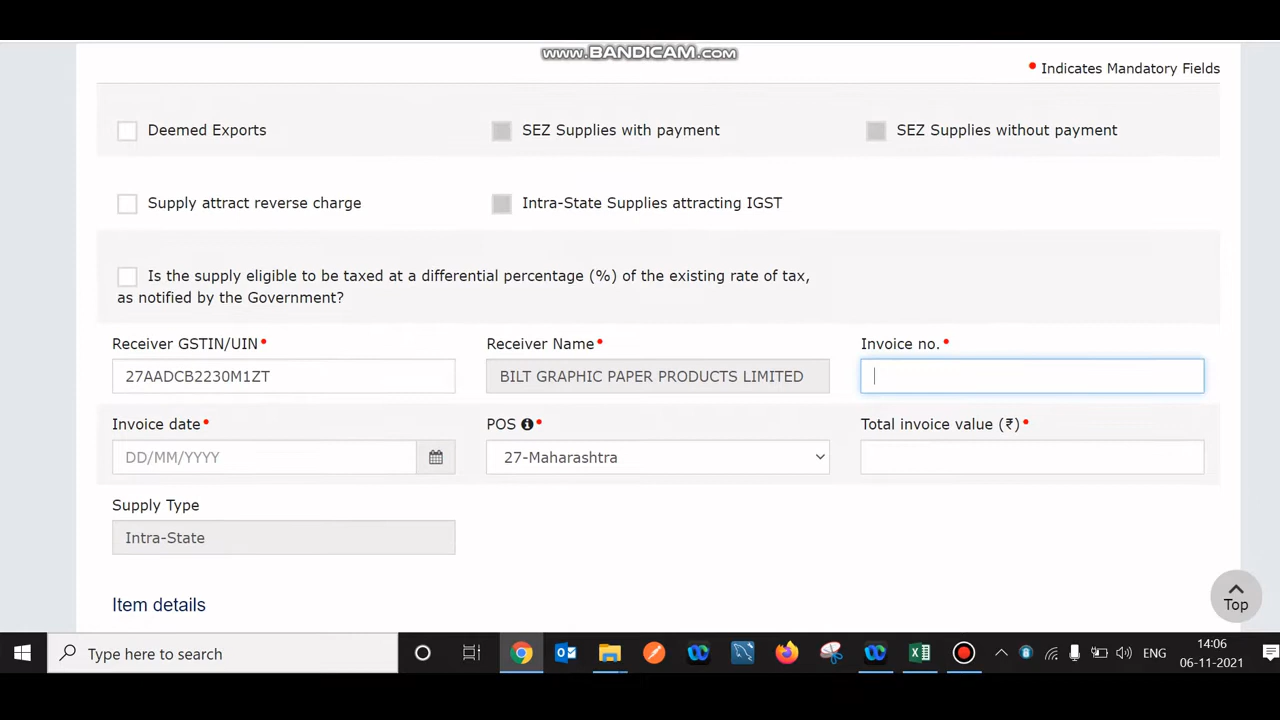 www.BANDICAM.com
• Indicates Mandatory Fields
Deemed Exports SEZ Supplies with payment SEZ Supplies without payment
Supply attract reverse charge Intra-State Supplies attracting IGST
Is the supply eligible to be taxed at a differential percentage (%) of the existing rate of tax,
as notified by the Government?
Receiver GSTIN/UIN• Receiver Name• Invoice no.•
27AADCB2230M1ZT BILT GRAPHIC PAPER PRODUCTS LIMITED
Invoice date• POS • Total invoice value (₹)•
DD/MM/YYYY 27-Maharashtra
Supply Type
Intra-State
Item details
Top
Type here to search ENG 14:06
06-11-2021